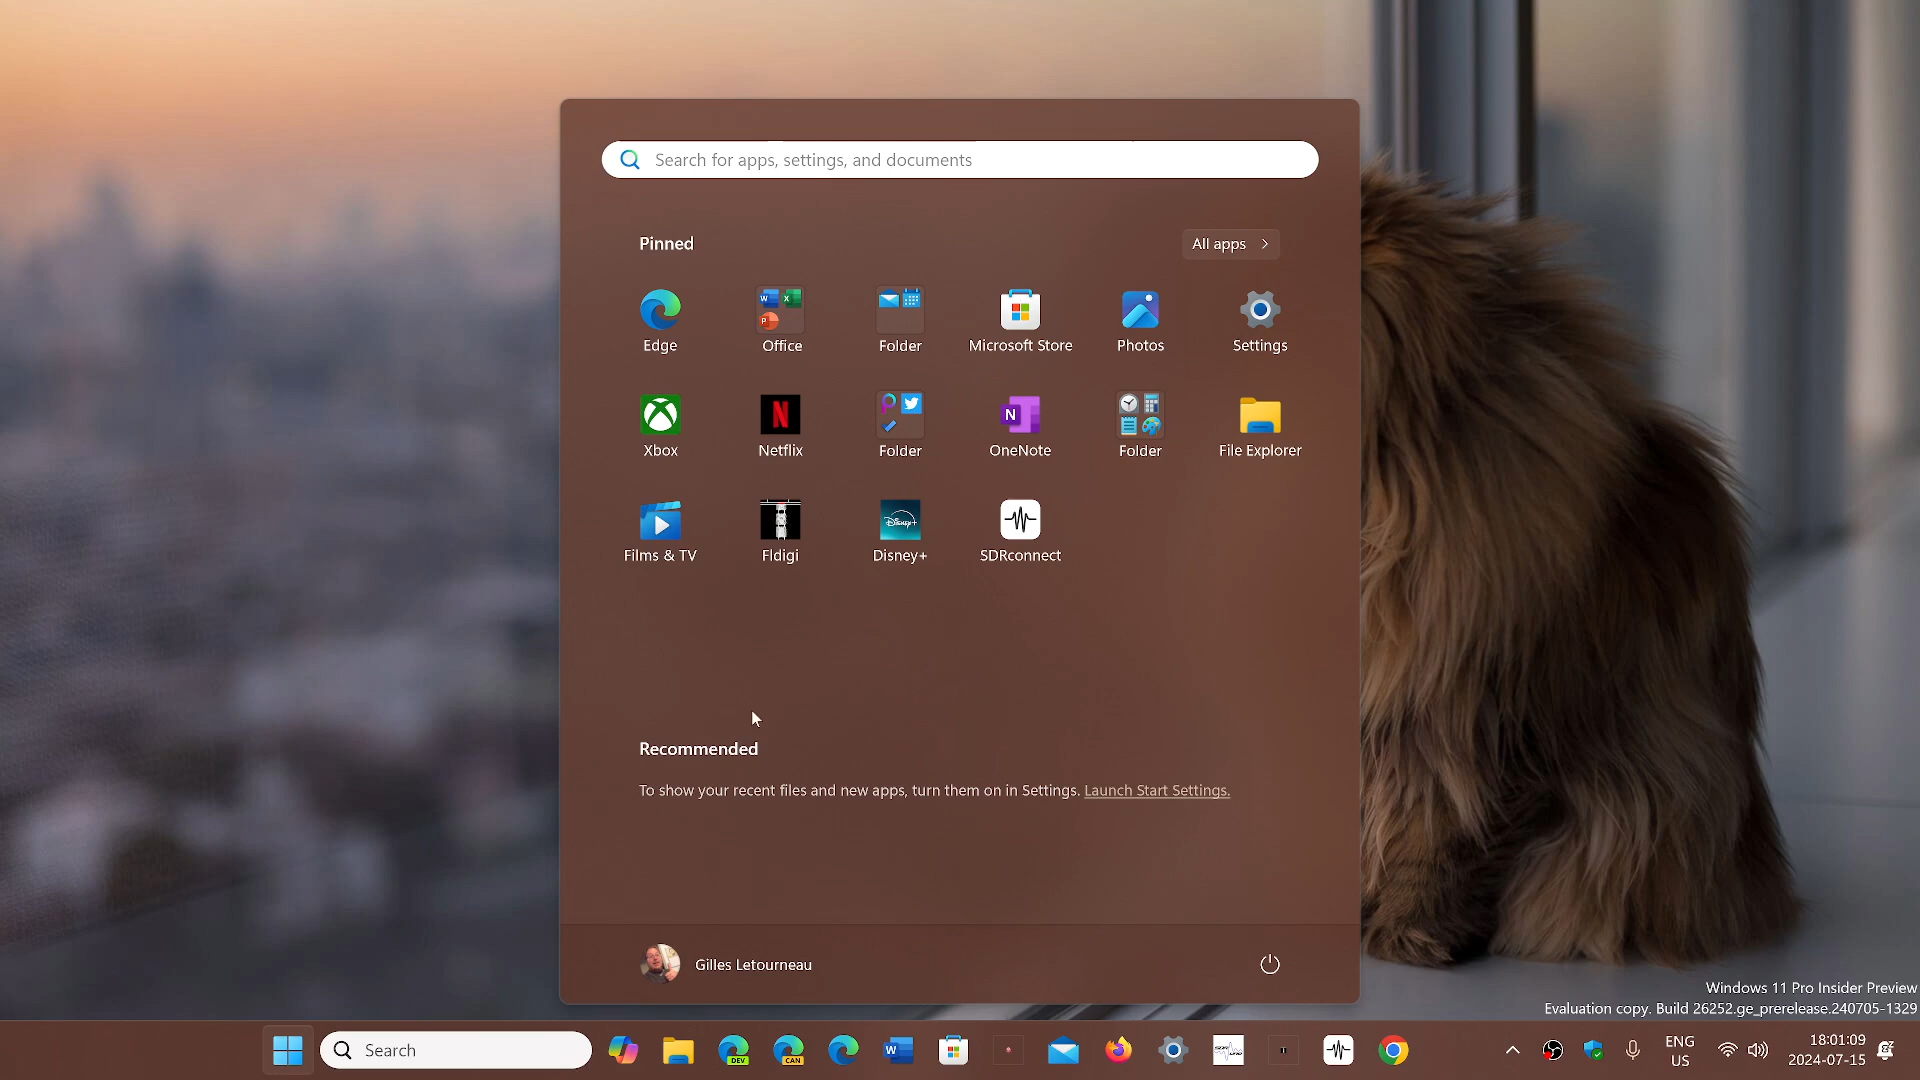 Search for apps, settings, and documents
Pinned
All apps
Edge
Office
Folder
Microsoft Store
Photos
Settings
Xbox
Netflix
Folder
OneNote
Folder
File Explorer
Films & TV
Fldigi
Disney+
SDRconnect
Recommended
To show your recent files and new apps, turn them on in Settings. Launch Start Settings.
Gilles Letourneau
Windows 11 Pro Insider Preview
Evaluation copy. Build 26252.ge_prerelease.240705-1329
Search
DEV
CAN
ENG
US
18:01:09
2024-07-15